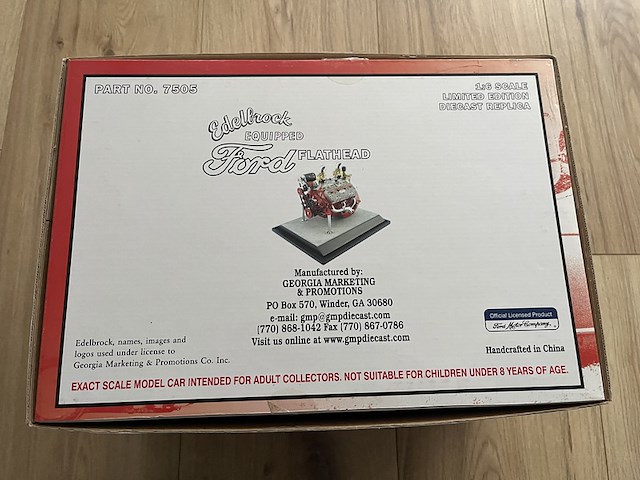 PART NO. 7505
1:6 SCALE
LIMITED EDITION
DIECAST REPLICA
Edelbrock
EQUIPPED
Ford FLATHEAD
Manufactured by:
GEORGIA MARKETING
& PROMOTIONS
PO Box 570, Winder, GA 30680
e-mail: gmp@gmpdiecast.com
(770) 868-1042 Fax (770) 867-0786
Visit us online at www.gmpdiecast.com
Official Licensed Product
Ford Motor Company
Handcrafted in China
Edelbrock, names, images and
logos used under license to
Georgia Marketing & Promotions Co. Inc.
EXACT SCALE MODEL CAR INTENDED FOR ADULT COLLECTORS. NOT SUITABLE FOR CHILDREN UNDER 8 YEARS OF AGE.